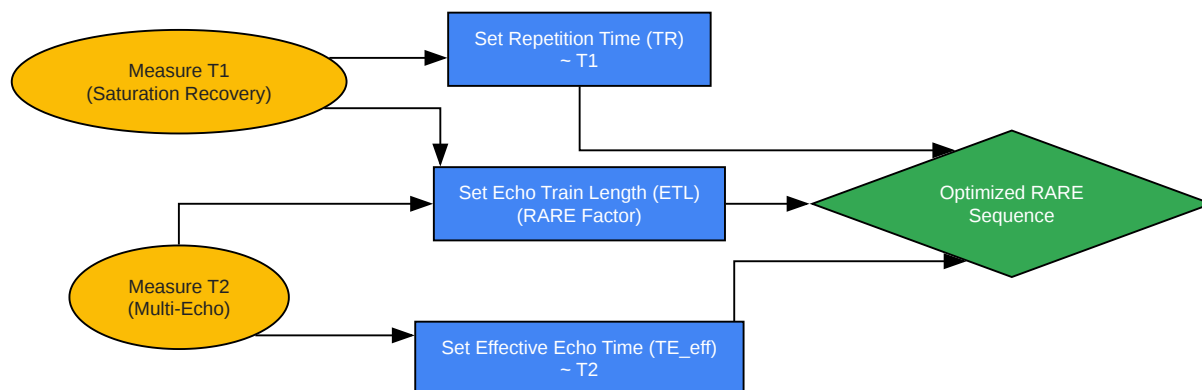 Set Repetition Time (TR)
~ T1
Measure T1
(Saturation Recovery)
Set Echo Train Length (ETL)
(RARE Factor)
Optimized RARE
Sequence
Measure T2
(Multi-Echo)
Set Effective Echo Time (TE_eff)
~ T2